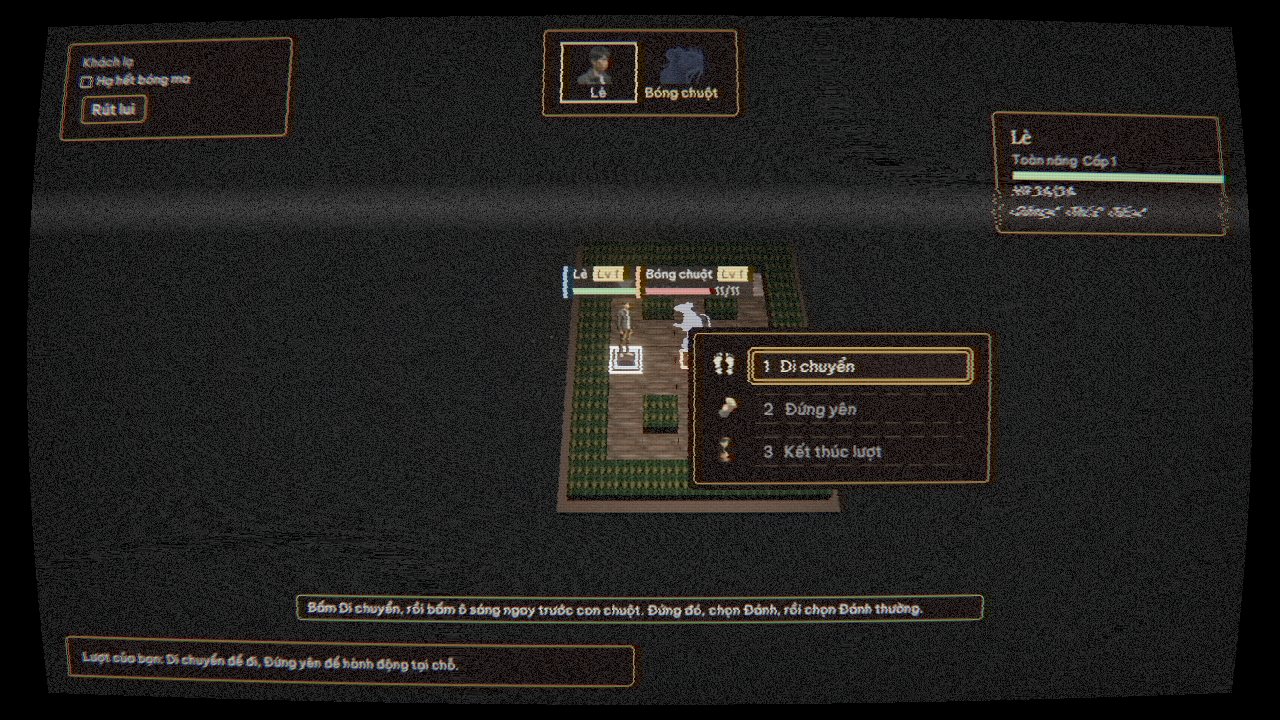 Khách lạ
Hạ hết bóng ma
Rút lui
Lè
Bóng chuột
Lè
Toàn năng Cấp 1
HP 34/34
Lè Lv 1
Bóng chuột Lv 1
1 Di chuyển
2 Đứng yên
3 Kết thúc lượt
Bấm Di chuyển, rồi bấm ô sáng ngay trước con chuột. Đứng đó, chọn Đánh, rồi chọn Đánh thường.
Lượt của bạn: Di chuyển để đi, Đứng yên để hành động tại chỗ.